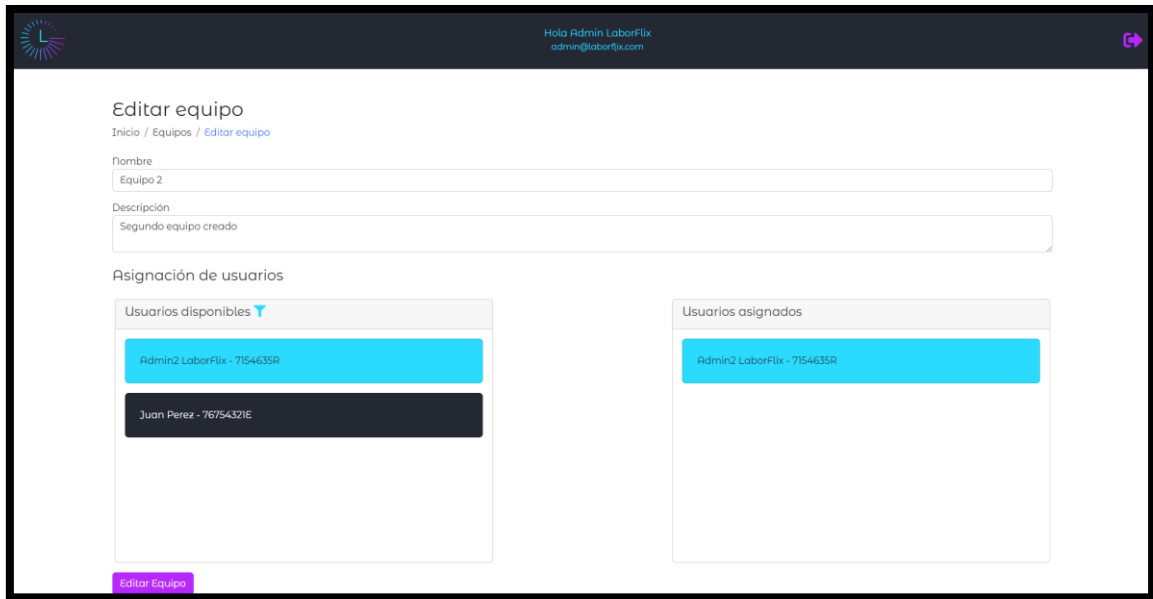 L
Hola Admin LaborFlix
admin@laborflix.com
Editar equipo
Inicio / Equipos / Editar equipo
Nombre
Equipo 2
Descripción
Segundo equipo creado
Asignación de usuarios
Usuarios disponibles
Admin2 LaborFlix - 7154635R
Juan Perez - 76754321E
Usuarios asignados
Admin2 LaborFlix - 7154635R
Editar Equipo